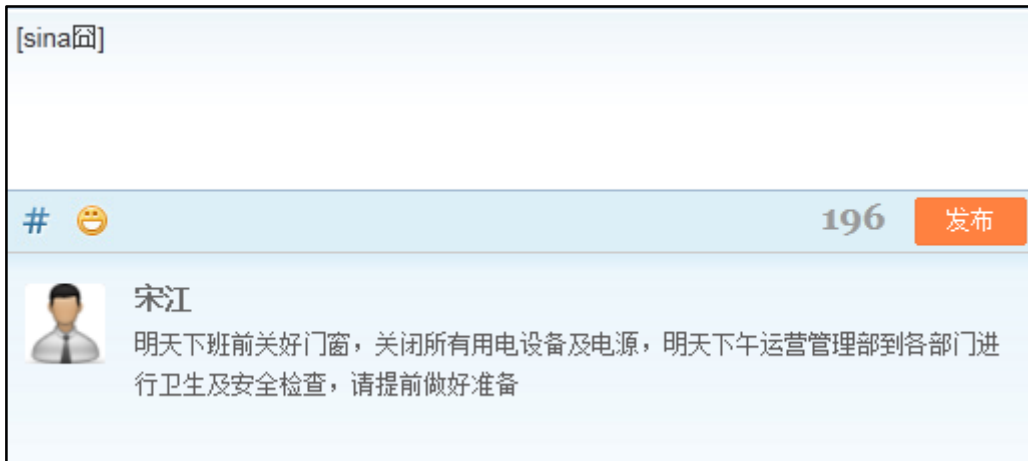 [sina囧]
# 196 发布
宋江
明天下班前关好门窗，关闭所有用电设备及电源，明天下午运营管理部到各部门进
行卫生及安全检查，请提前做好准备